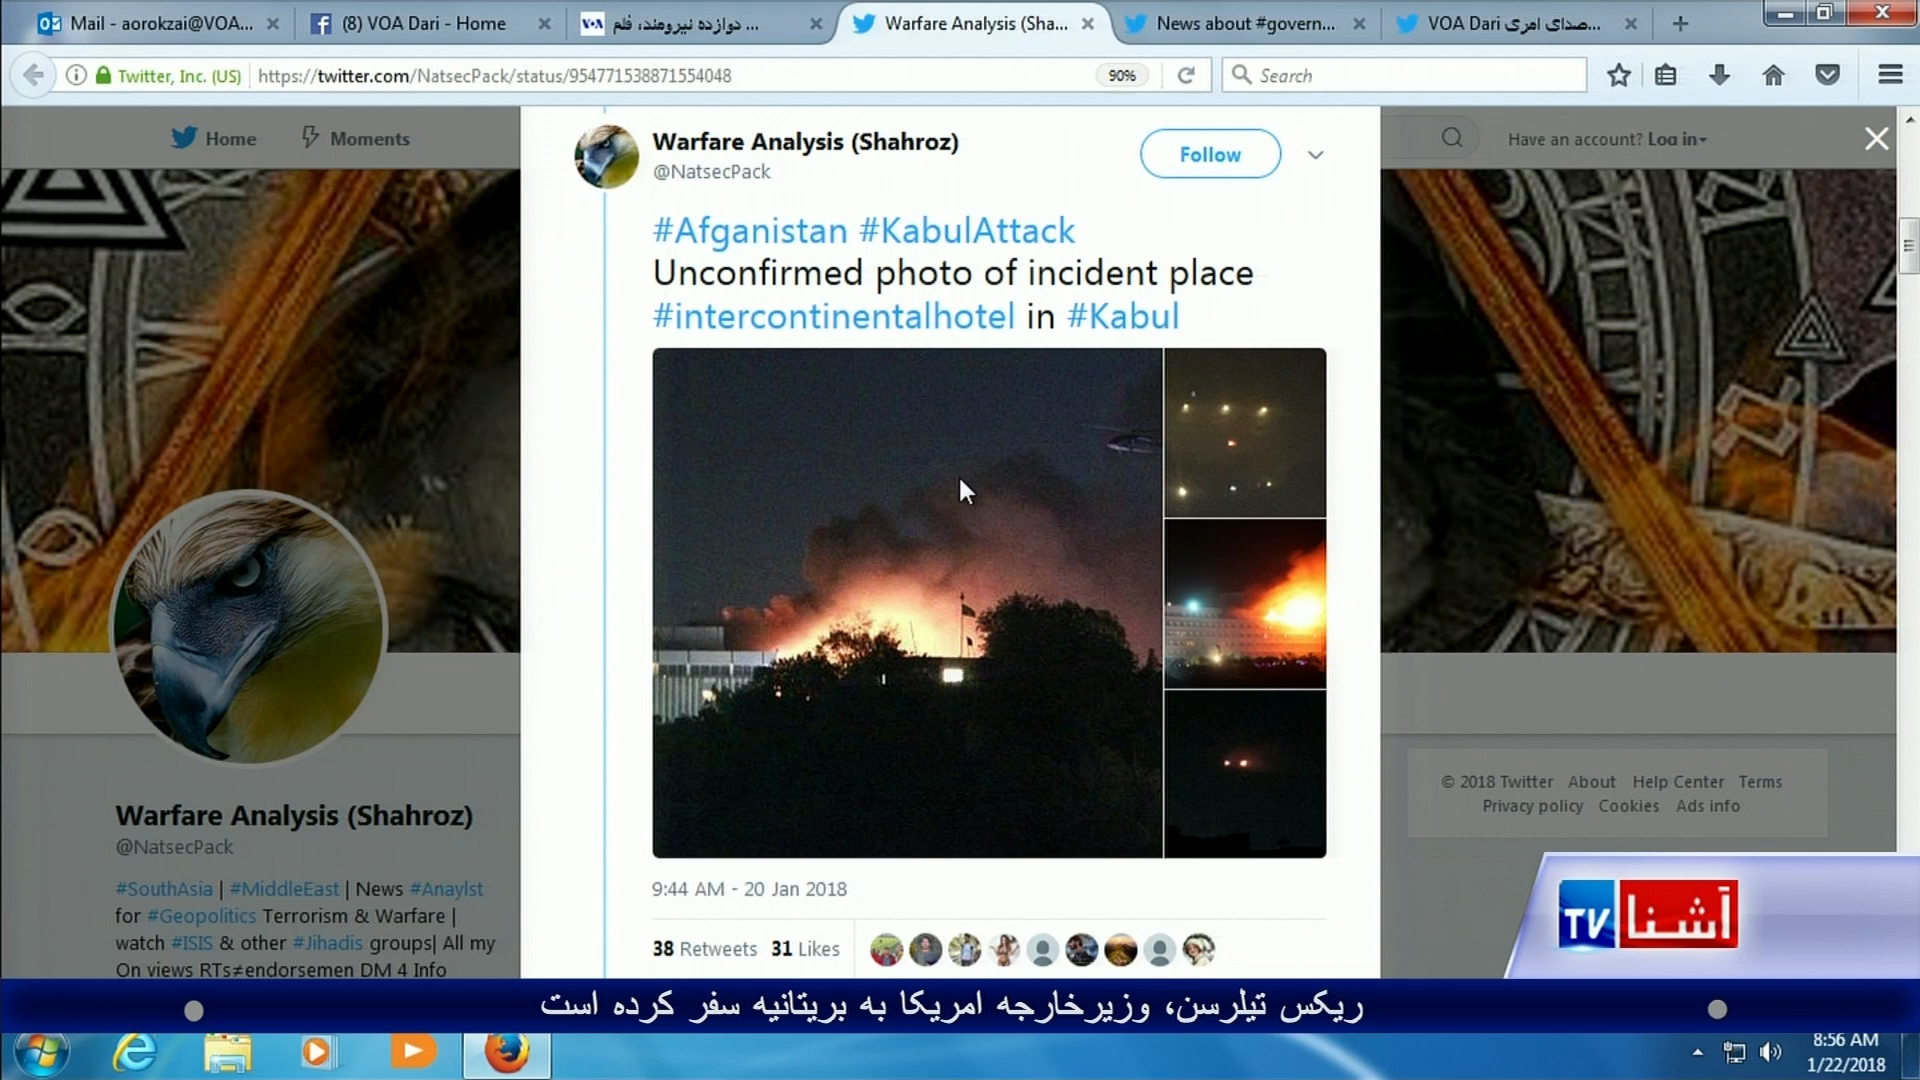 Mail - aorokzai@VOA...
(8) VOA Dari - Home
VOA دوازده نیرومند، فلم ...
Warfare Analysis (Sha...
News about #govern...
VOA Dari صدای امری...
Twitter, Inc. (US)
https://twitter.com/NatsecPack/status/954771538871554048
90%
Search
Home
Moments
Have an account? Log in
Warfare Analysis (Shahroz)
@NatsecPack
Follow
#Afganistan #KabulAttack
Unconfirmed photo of incident place
#intercontinentalhotel in #Kabul
9:44 AM - 20 Jan 2018
38 Retweets 31 Likes
Warfare Analysis (Shahroz)
@NatsecPack
#SouthAsia | #MiddleEast | News #Anaylst
for #Geopolitics Terrorism & Warfare |
watch #ISIS & other #Jihadis groups| All my
On views RTs≠endorsemen DM 4 Info
© 2018 Twitter About Help Center Terms
Privacy policy Cookies Ads info
TV آشنا
ریکس تیلرسن، وزیرخارجه امریکا به بریتانیه سفر کرده است
8:56 AM
1/22/2018